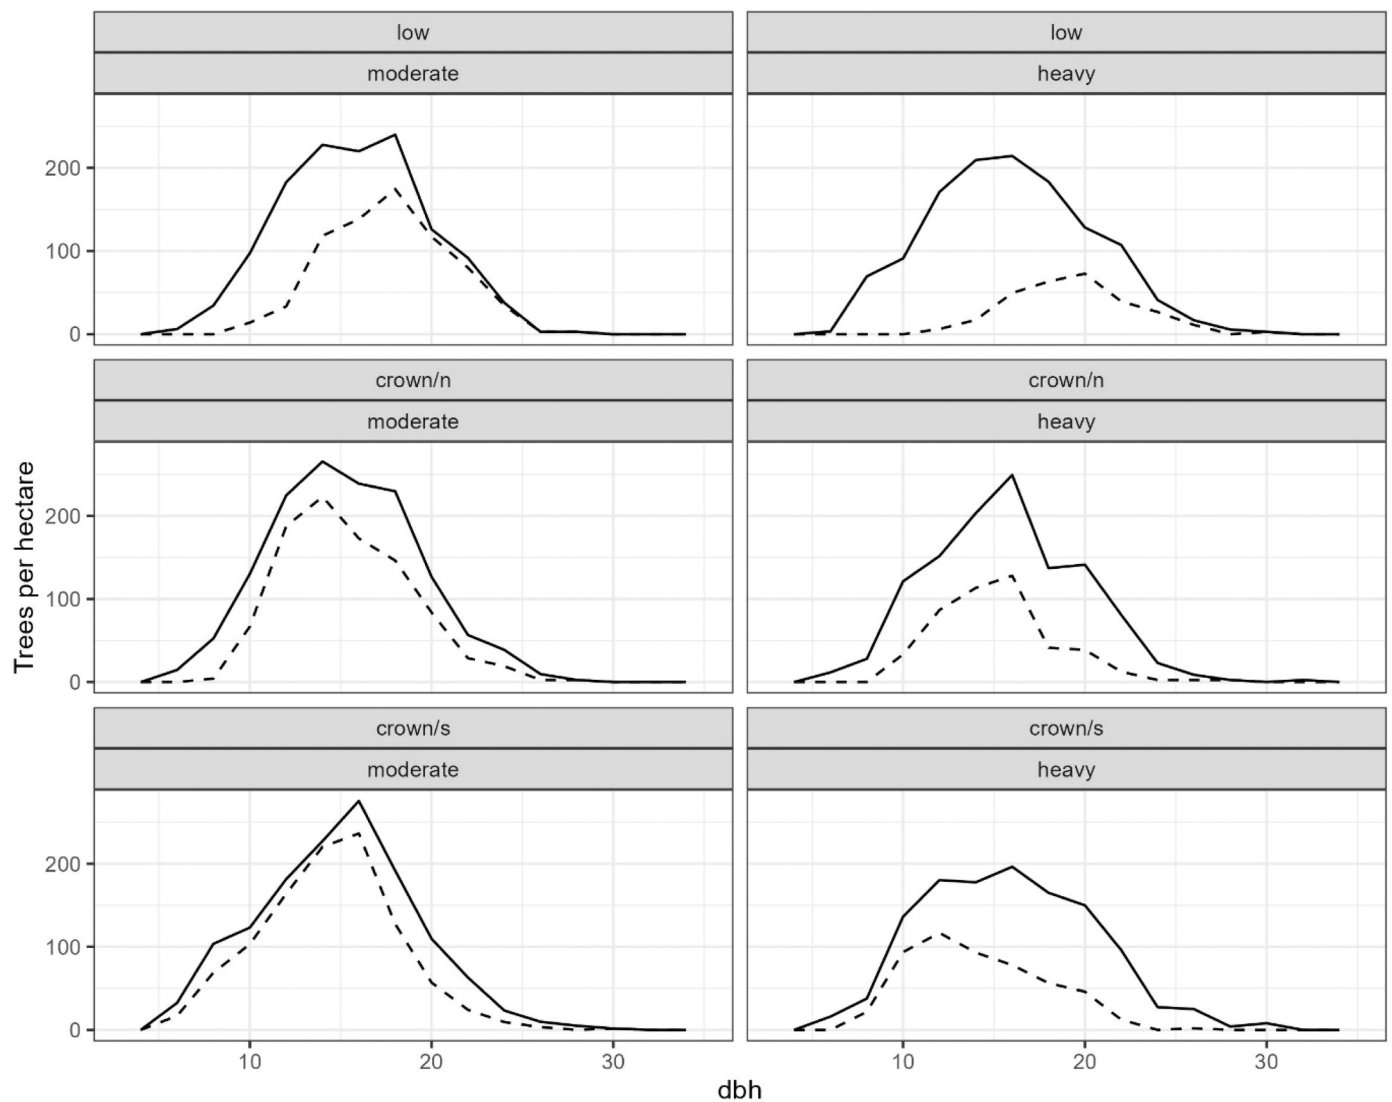 low
low
moderate
heavy
200
100
0
crown/n
crown/n
moderate
heavy
200
100
0
Trees per hectare
crown/s
crown/s
moderate
heavy
200
100
0
10 20 30
10 20 30
dbh